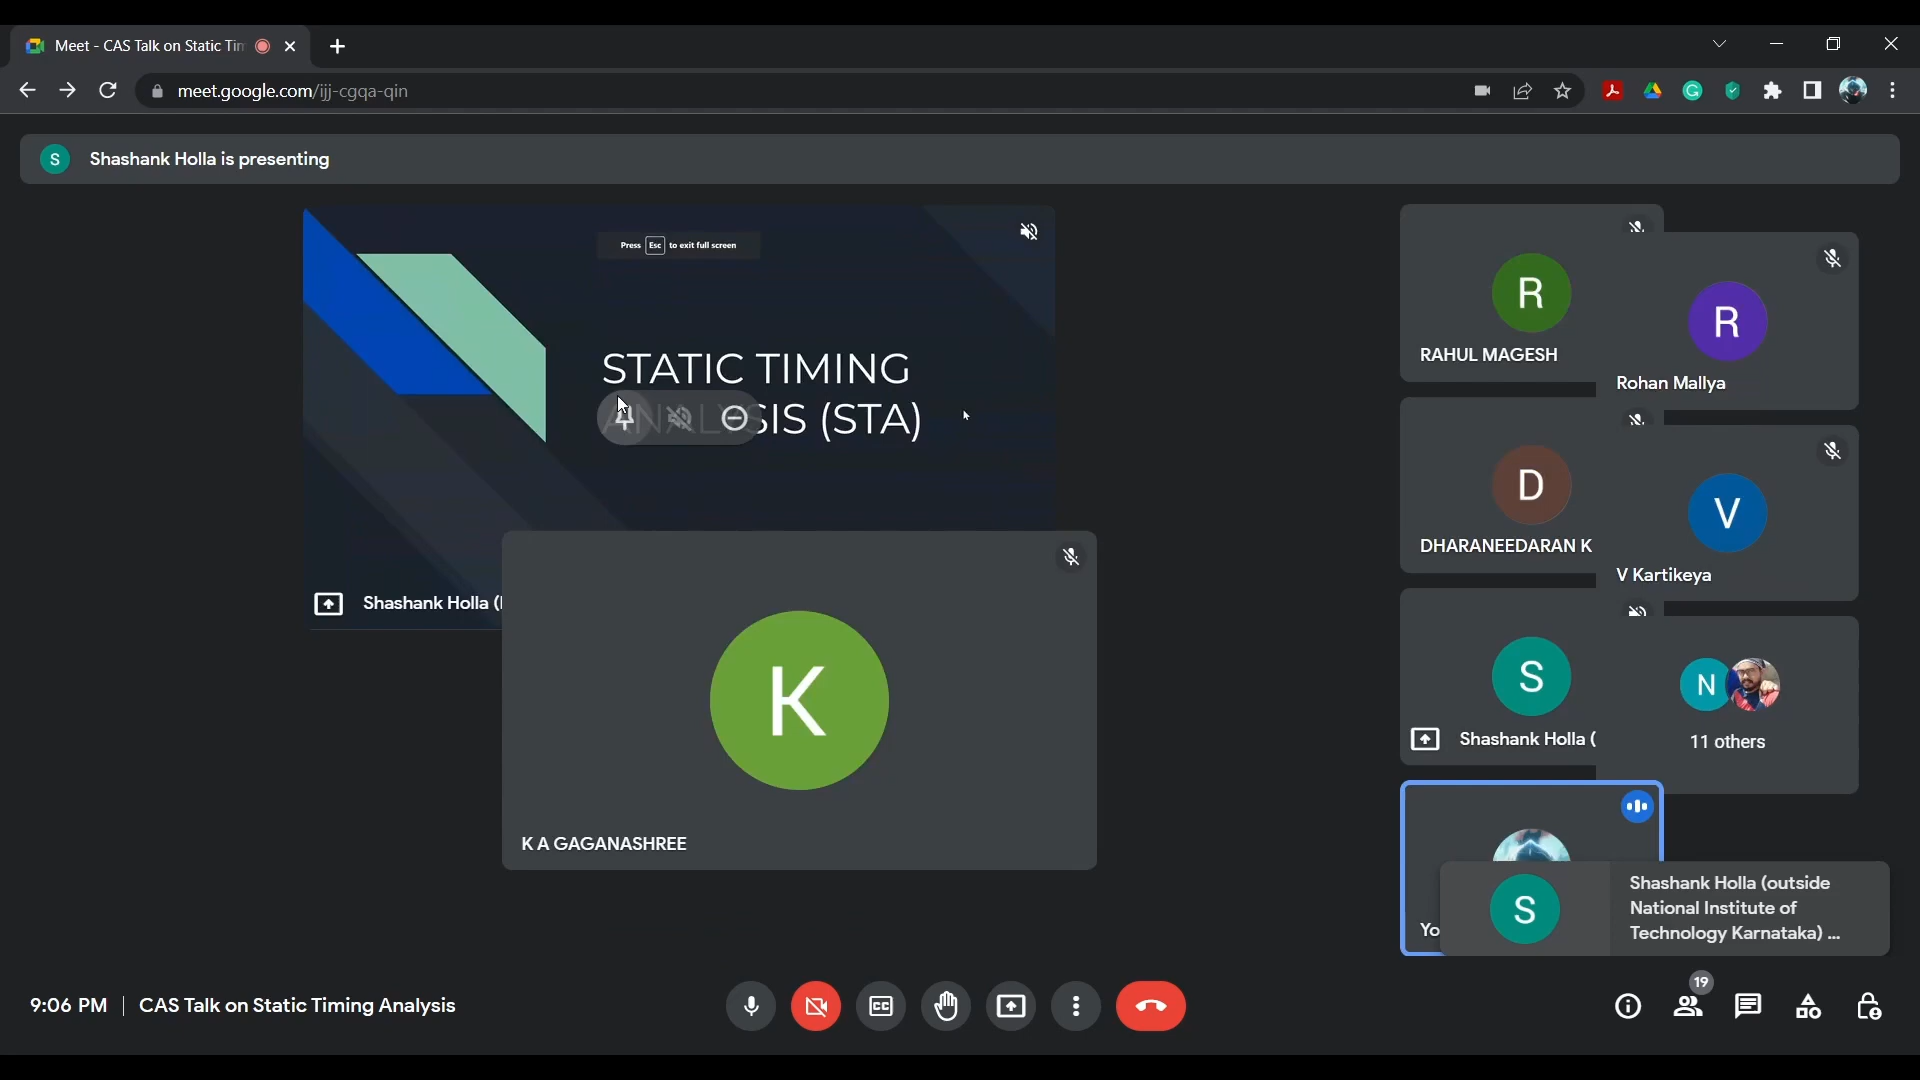 Meet - CAS Talk on Static Tim
meet.google.com/ijj-cgqa-qin
S
Shashank Holla is presenting
Press Esc to exit full screen
STATIC TIMING
ANALYSIS (STA)
Shashank Holla (
K
K A GAGANASHREE
R
RAHUL MAGESH
R
Rohan Mallya
D
DHARANEEDARAN K
V
V Kartikeya
S
Shashank Holla (
N
11 others
Yo
S
Shashank Holla (outside
National Institute of
Technology Karnataka) ...
9:06 PM | CAS Talk on Static Timing Analysis
CC
19